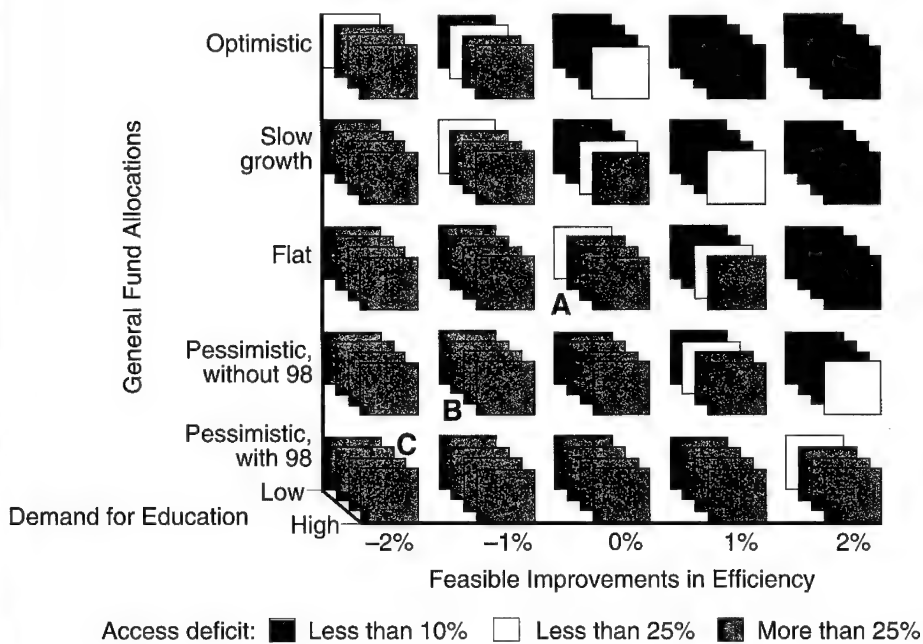 General Fund Allocations
Optimistic
Slow
growth
Flat
Pessimistic,
without 98
Pessimistic,
with 98
A
B
C
Low
Demand for Education
High
–2%
–1%
0%
1%
2%
Feasible Improvements in Efficiency
Access deficit: Less than 10% Less than 25% More than 25%